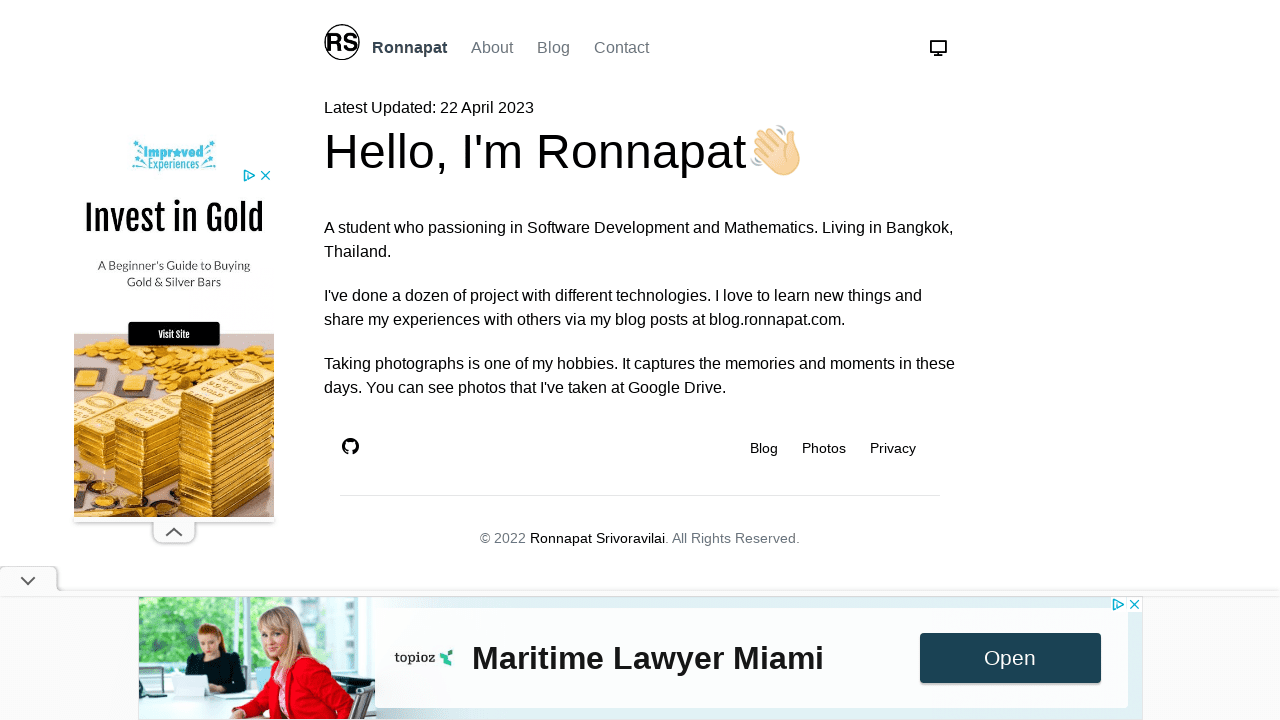 RS
Ronnapat
About
Blog
Contact
Latest Updated: 22 April 2023
Hello, I'm Ronnapat👋🏻
A student who passioning in Software Development and Mathematics. Living in Bangkok,
Thailand.
I've done a dozen of project with different technologies. I love to learn new things and
share my experiences with others via my blog posts at blog.ronnapat.com.
Taking photographs is one of my hobbies. It captures the memories and moments in these
days. You can see photos that I've taken at Google Drive.
Blog
Photos
Privacy
© 2022 Ronnapat Srivoravilai. All Rights Reserved.
Improved
Experiences
Invest in Gold
A Beginner's Guide to Buying
Gold & Silver Bars
Visit Site
topioz
Maritime Lawyer Miami
Open